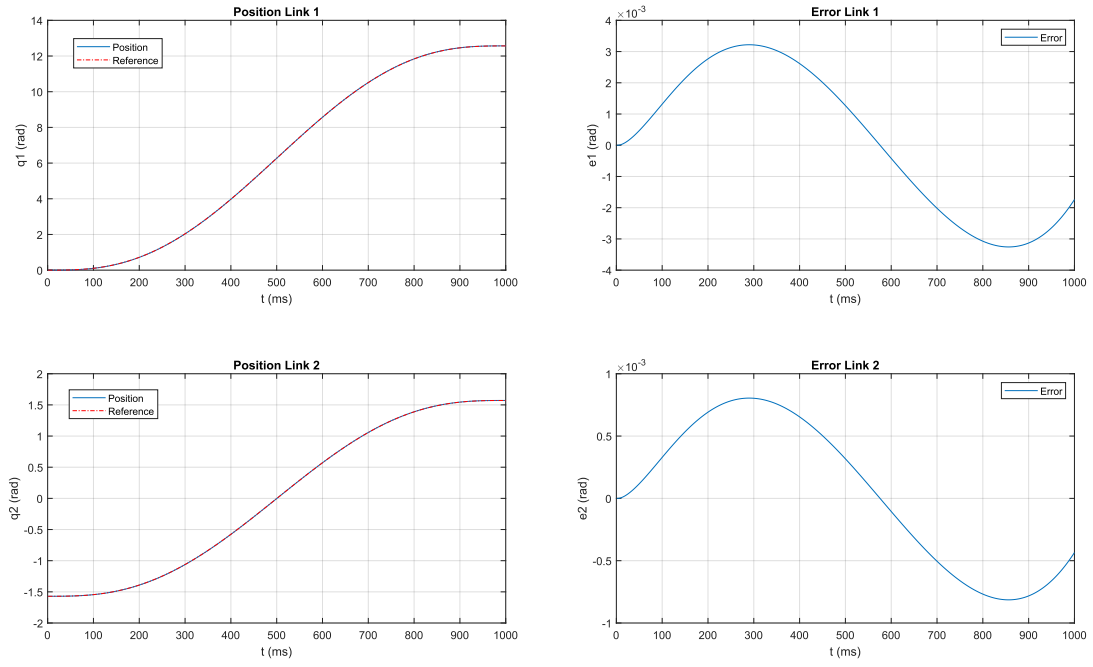 Position Link 1
14
12
10
8
6
4
2
0
q1 (rad)
Position
Reference
0 100 200 300 400 500 600 700 800 900 1000
t (ms)
Error Link 1
×10-3
4
3
2
1
0
-1
-2
-3
-4
e1 (rad)
Error
0 100 200 300 400 500 600 700 800 900 1000
t (ms)
Position Link 2
2
1.5
1
0.5
0
-0.5
-1
-1.5
-2
q2 (rad)
Position
Reference
0 100 200 300 400 500 600 700 800 900 1000
t (ms)
Error Link 2
×10-3
1
0.5
0
-0.5
-1
e2 (rad)
Error
0 100 200 300 400 500 600 700 800 900 1000
t (ms)